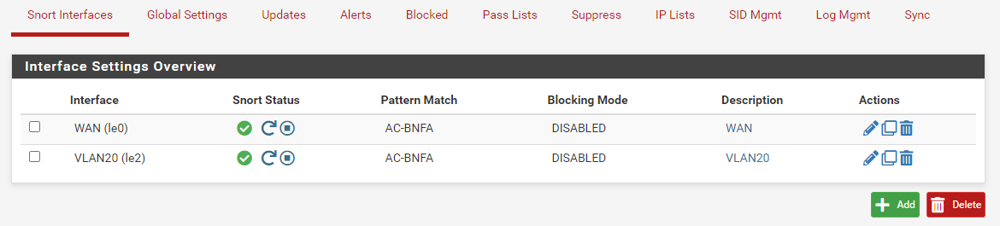 Snort Interfaces Global Settings Updates Alerts Blocked Pass Lists Suppress IP Lists SID Mgmt Log Mgmt Sync
Interface Settings Overview
Interface Snort Status Pattern Match Blocking Mode Description Actions
WAN (le0) AC-BNFA DISABLED WAN
VLAN20 (le2) AC-BNFA DISABLED VLAN20
Add Delete